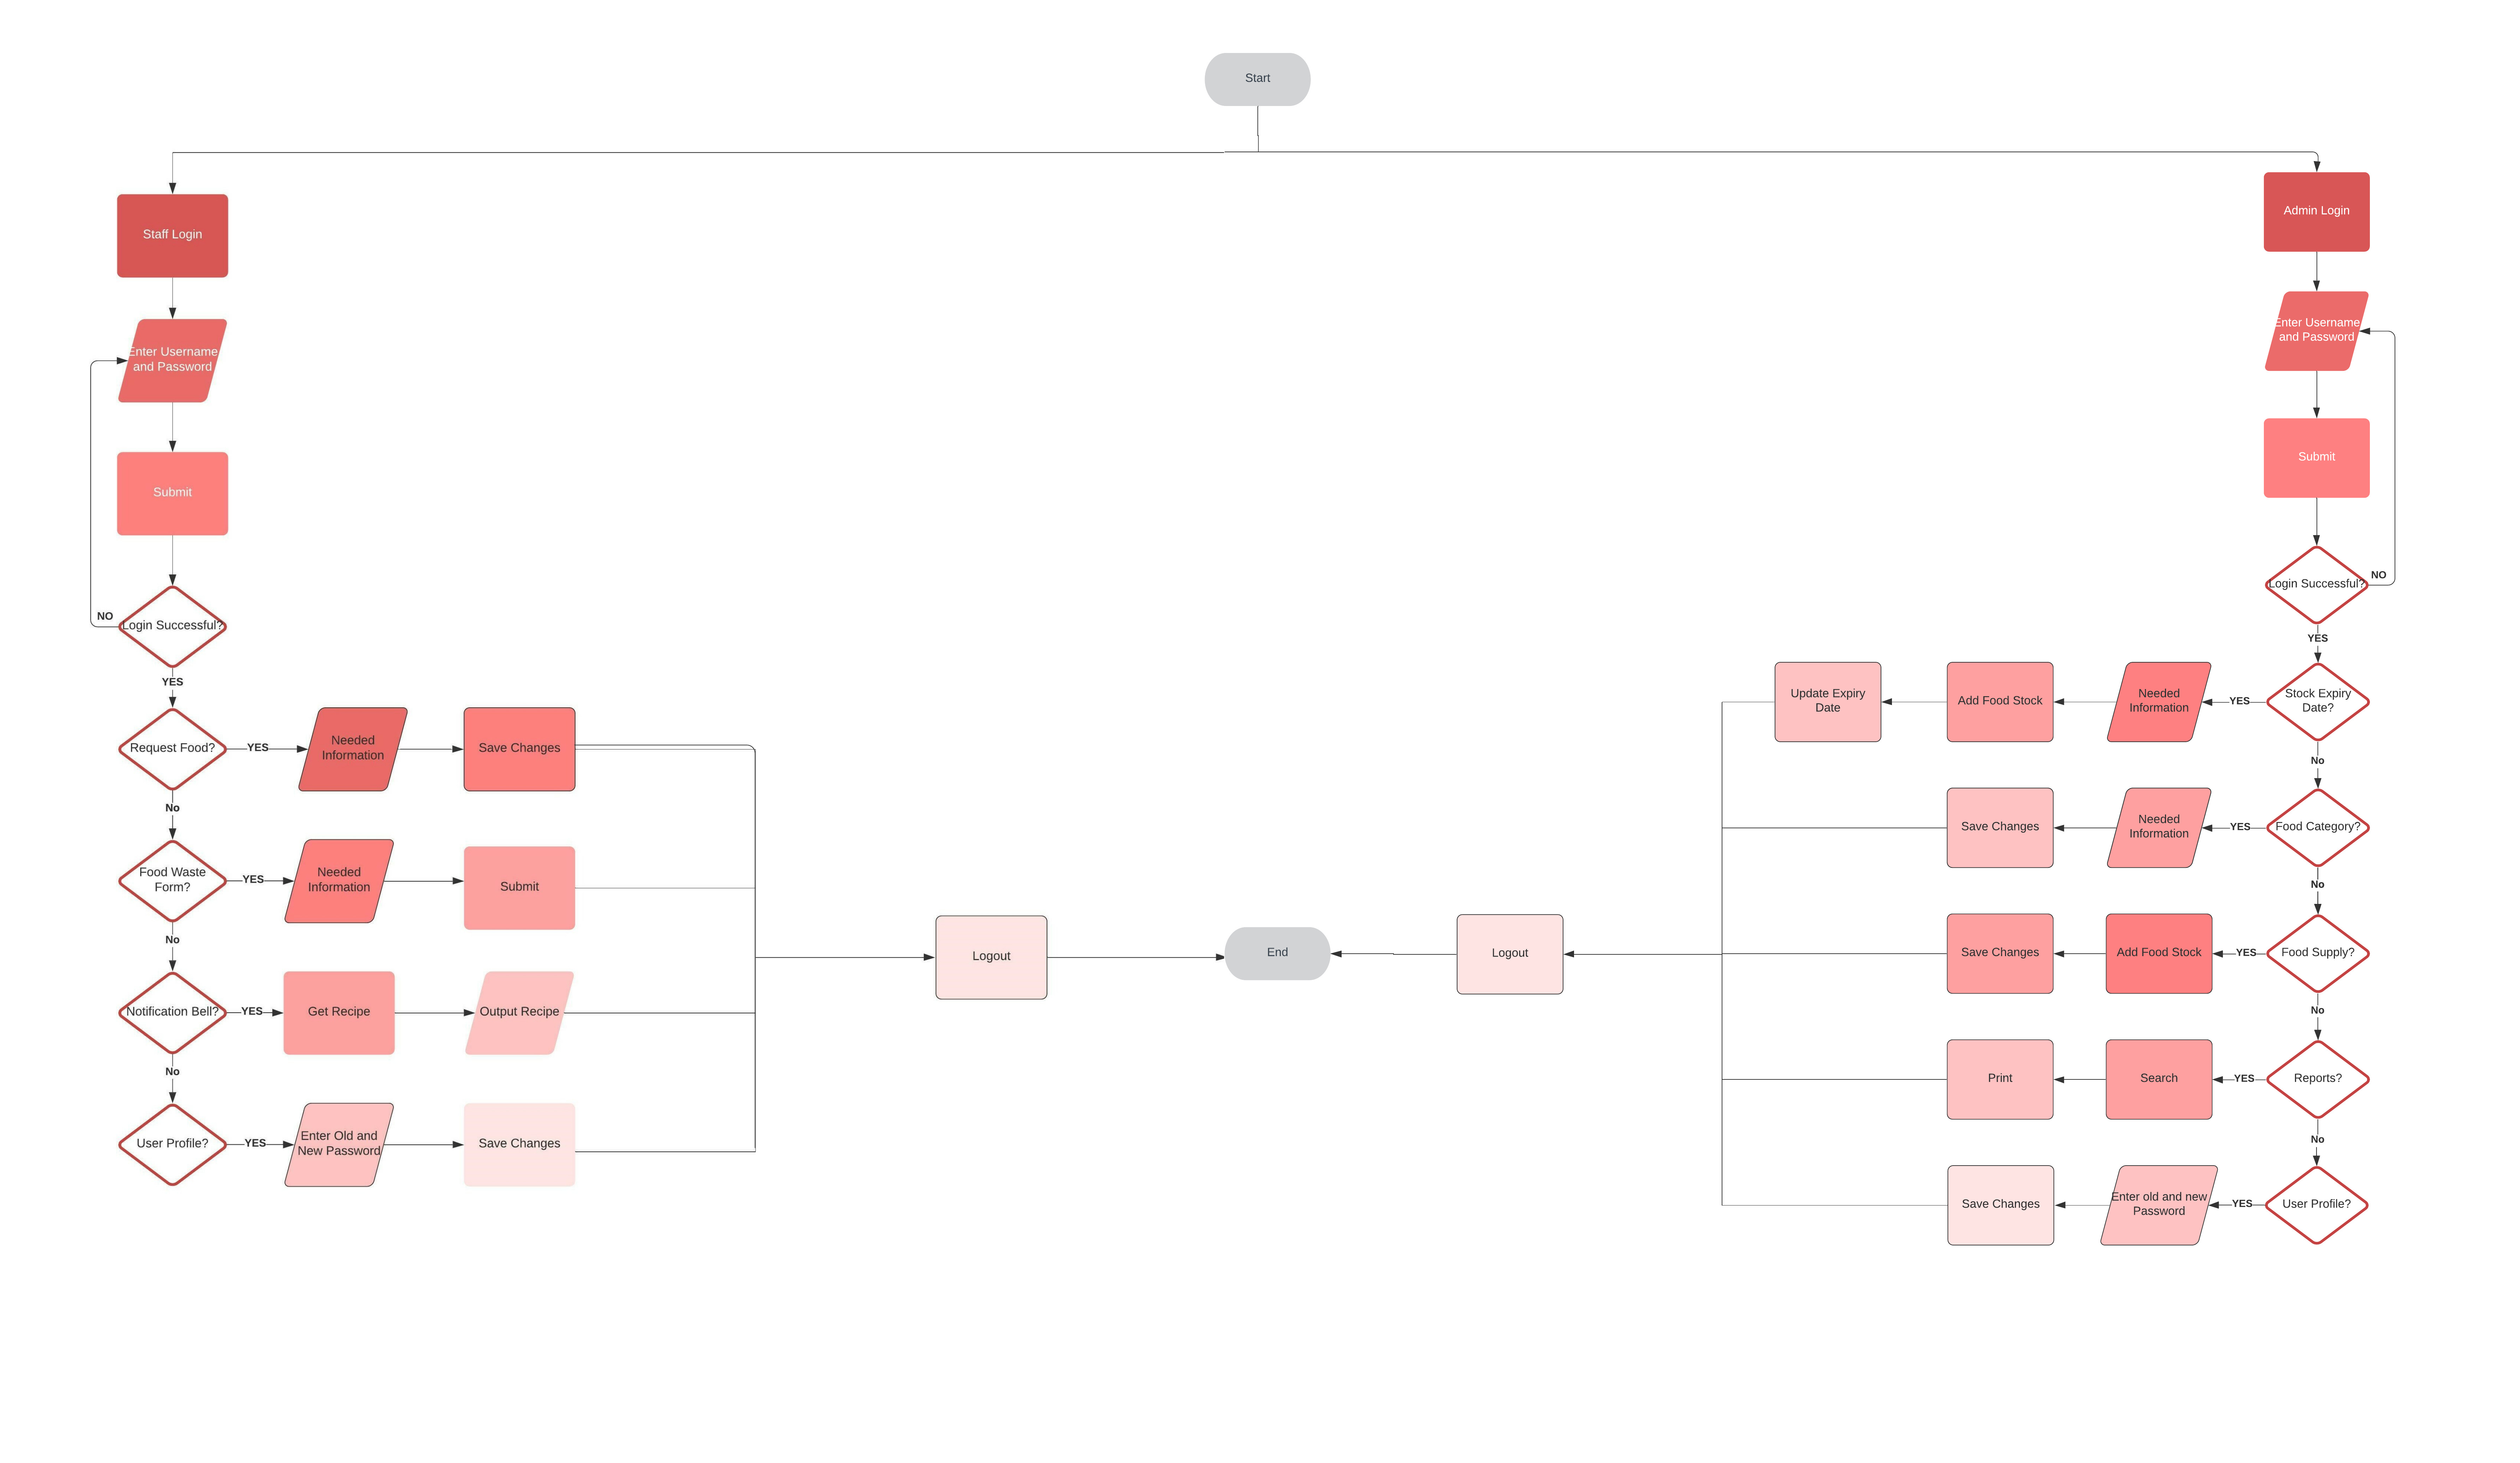 Start
Staff Login
Enter Username
and Password
Submit
Login Successful?
NO
YES
Request Food?
YES
Needed
Information
Save Changes
No
Food Waste
Form?
YES
Needed
Information
Submit
No
Notification Bell?
YES
Get Recipe
Output Recipe
No
User Profile?
YES
Enter Old and
New Password
Save Changes
Logout
End
Logout
Admin Login
Enter Username
and Password
Submit
Login Successful?
NO
YES
Stock Expiry
Date?
YES
Needed
Information
Add Food Stock
Update Expiry
Date
No
Food Category?
YES
Needed
Information
Save Changes
No
Food Supply?
YES
Add Food Stock
Save Changes
No
Reports?
YES
Search
Print
No
User Profile?
YES
Enter old and new
Password
Save Changes